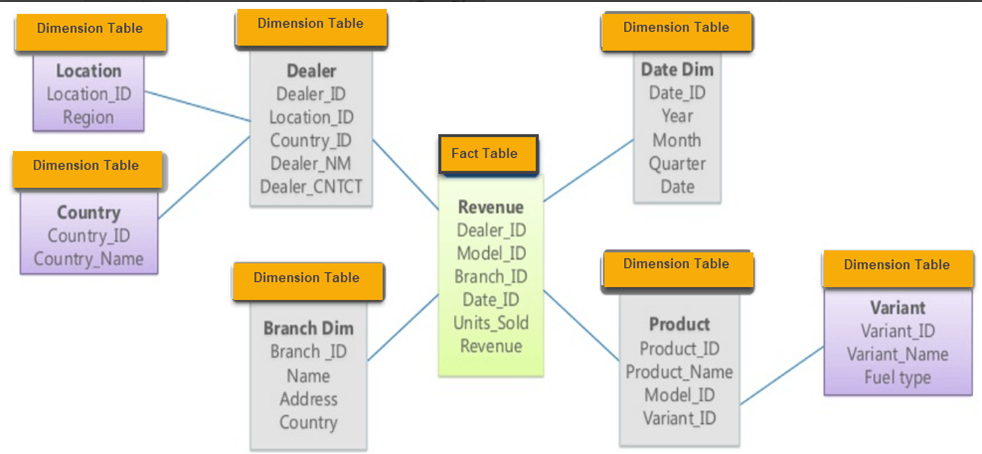 Dimension Table
Location
Location_ID
Region
Dimension Table
Country
Country_ID
Country_Name
Dimension Table
Dealer
Dealer_ID
Location_ID
Country_ID
Dealer_NM
Dealer_CNTCT
Dimension Table
Branch Dim
Branch _ID
Name
Address
Country
Fact Table
Revenue
Dealer_ID
Model_ID
Branch_ID
Date_ID
Units_Sold
Revenue
Dimension Table
Date Dim
Date_ID
Year
Month
Quarter
Date
Dimension Table
Product
Product_ID
Product_Name
Model_ID
Variant_ID
Dimension Table
Variant
Variant_ID
Variant_Name
Fuel type